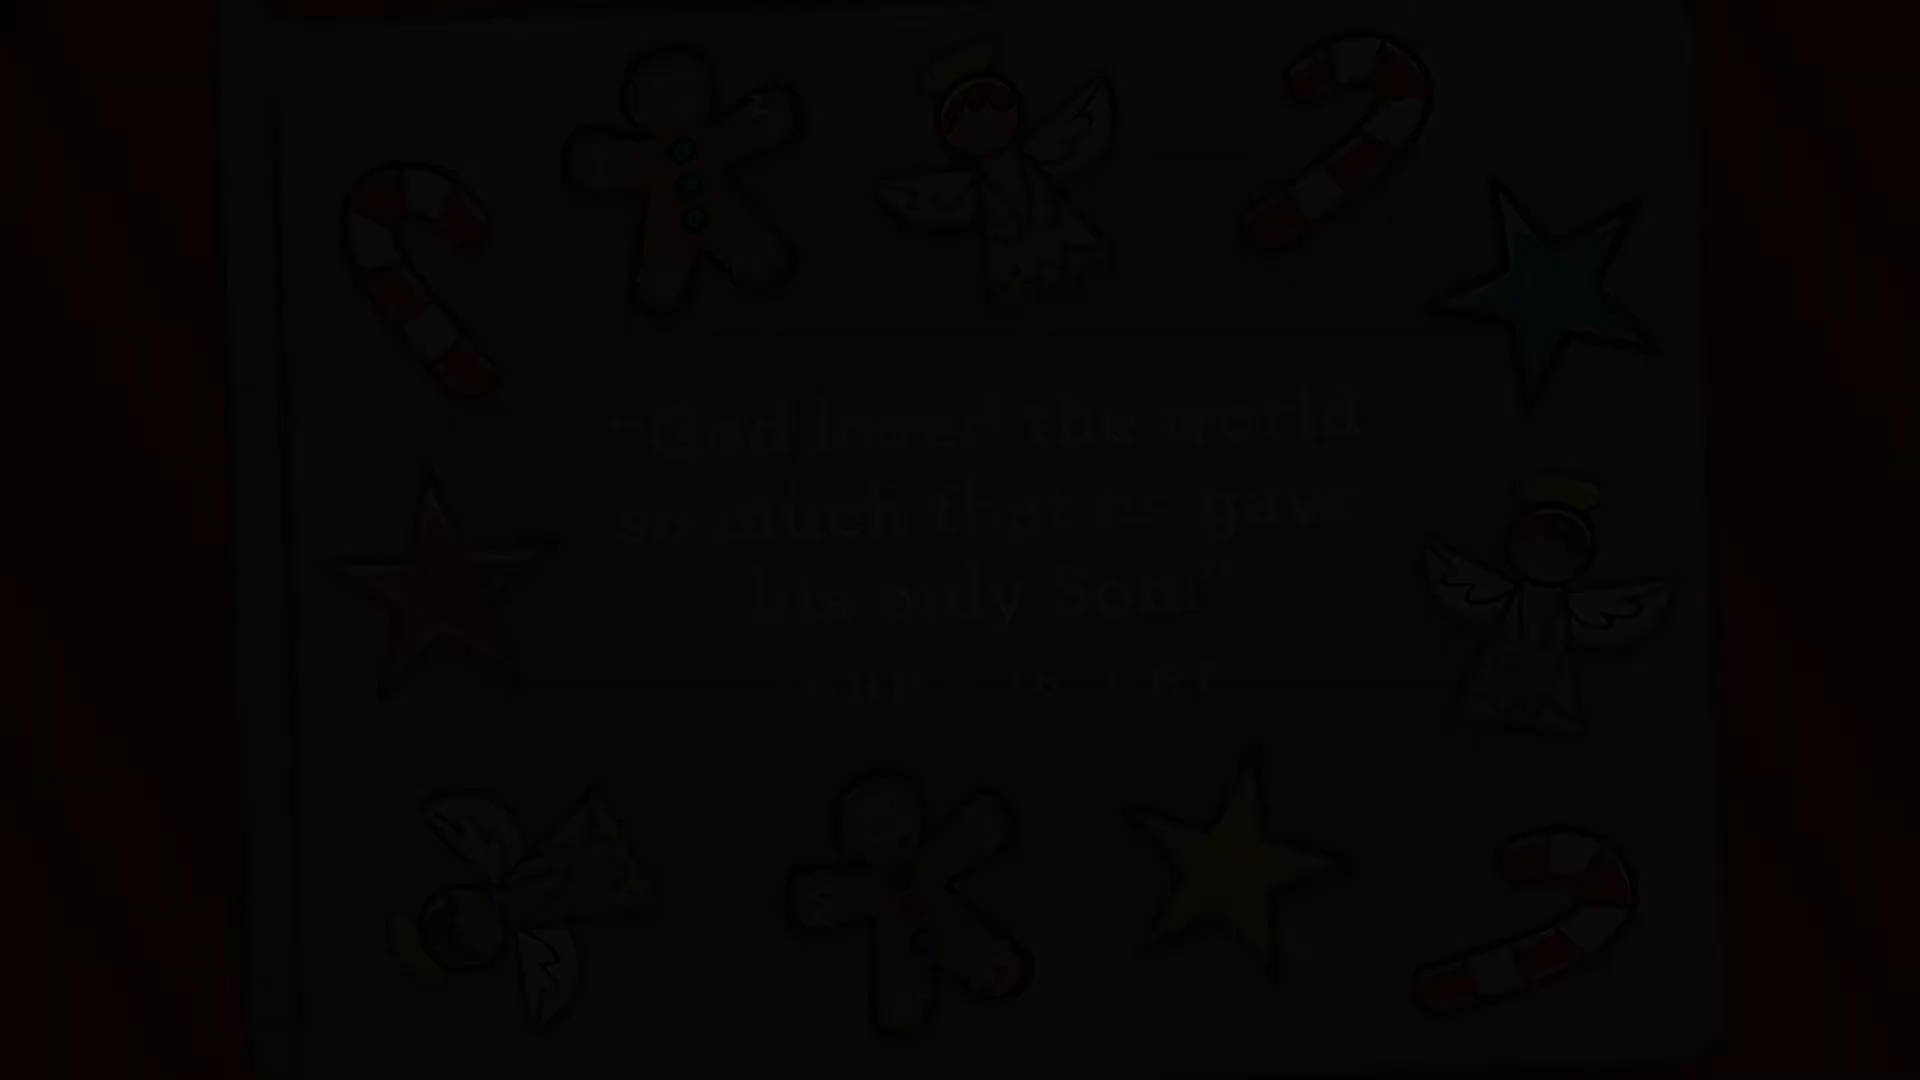 "God loved the world
so much that he gave
his only Son."